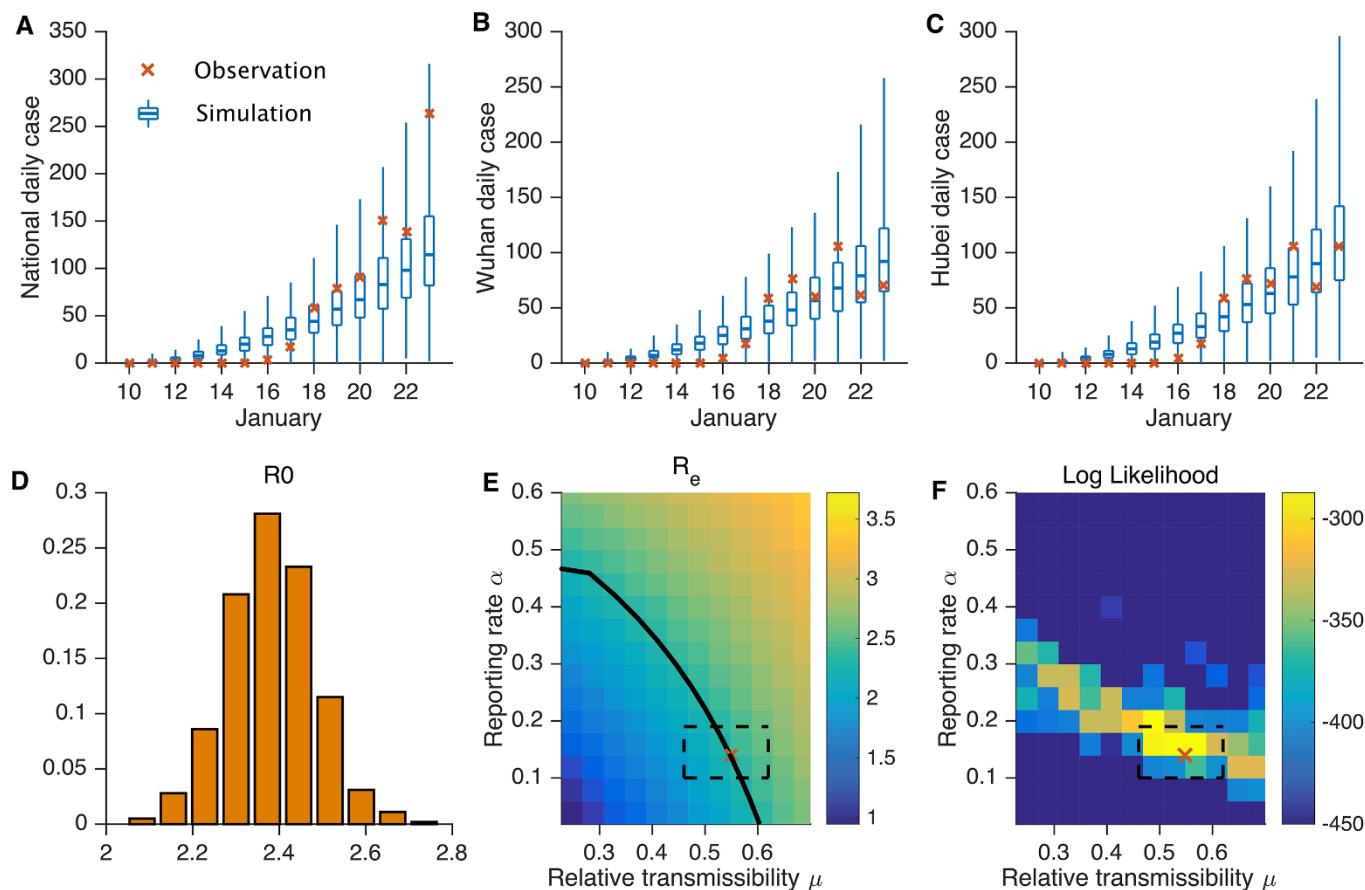 A
National daily case
350
300
250
200
150
100
50
0
Observation
Simulation
10 12 14 16 18 20 22
January
B
Wuhan daily case
300
250
200
150
100
50
0
10 12 14 16 18 20 22
January
C
Hubei daily case
300
250
200
150
100
50
0
10 12 14 16 18 20 22
January
D
R0
0.3
0.25
0.2
0.15
0.1
0.05
0
2 2.2 2.4 2.6 2.8
E
Re
Reporting rate α
0.6
0.5
0.4
0.3
0.2
0.1
0.3 0.4 0.5 0.6
Relative transmissibility μ
3.5
3
2.5
2
1.5
1
F
Log Likelihood
Reporting rate α
0.6
0.5
0.4
0.3
0.2
0.1
0.3 0.4 0.5 0.6
Relative transmissibility μ
-300
-350
-400
-450